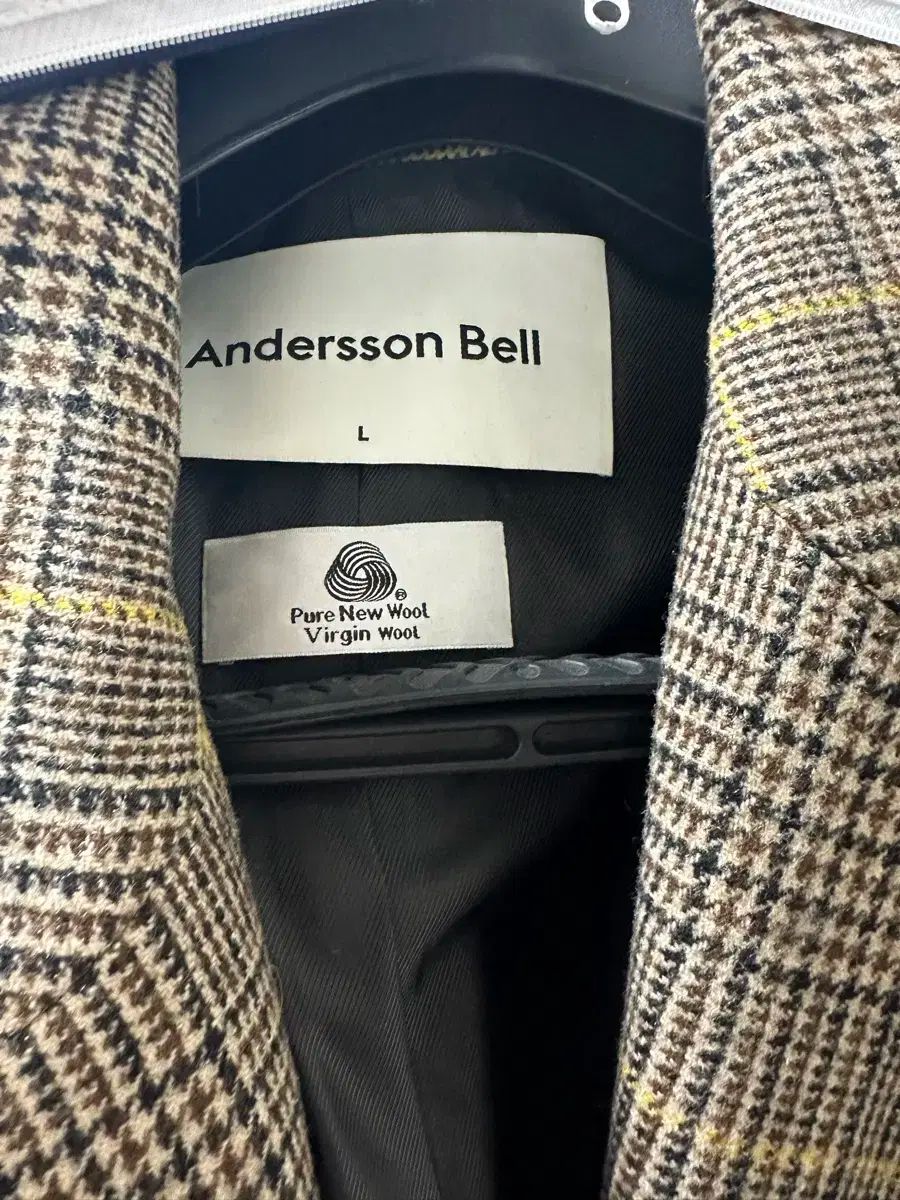 Andersson Bell
L
®
Pure New Wool
Virgin Wool